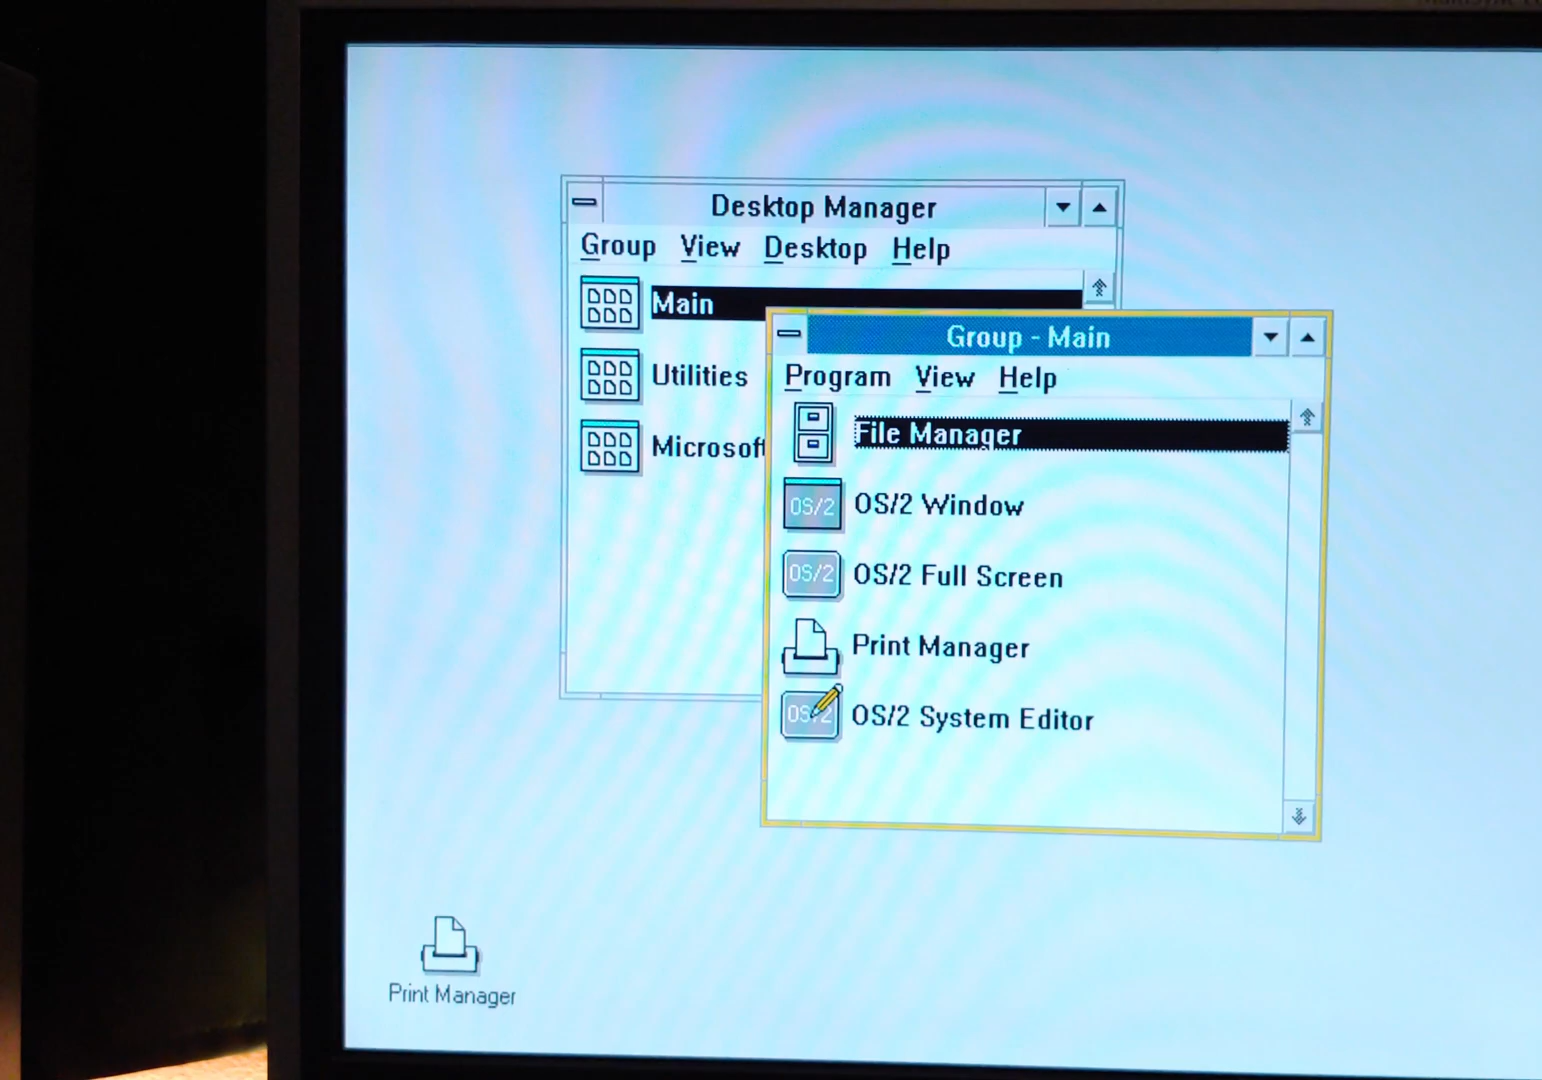 Desktop Manager
Group View Desktop Help
Main
Utilities
Group - Main
Program View Help
File Manager
OS/2 Window
OS/2 Full Screen
Print Manager
OS/2 System Editor
OS/2
OS/2
Print Manager